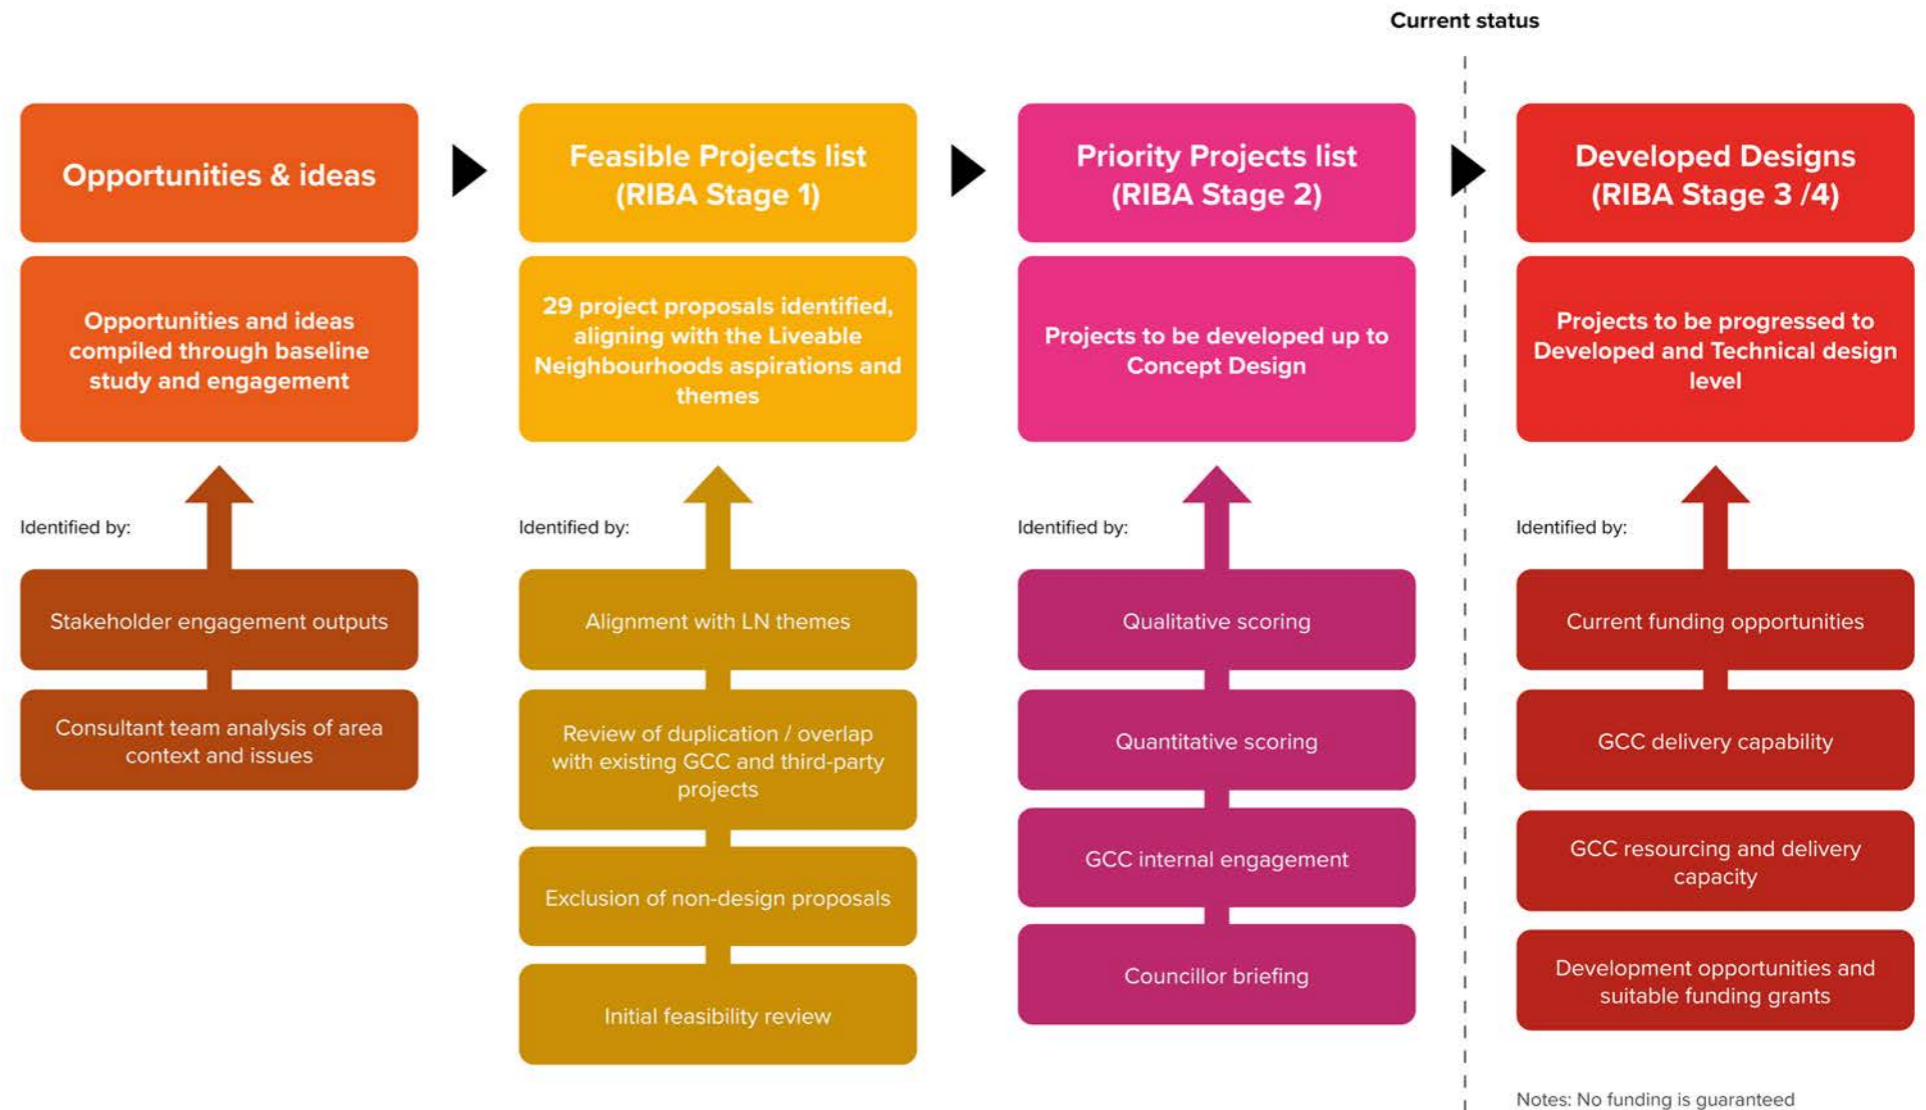 Current status
Opportunities & ideas
Opportunities and ideas
compiled through baseline
study and engagement
Identified by:
Stakeholder engagement outputs
Consultant team analysis of area
context and issues
Feasible Projects list
(RIBA Stage 1)
29 project proposals identified,
aligning with the Liveable
Neighbourhoods aspirations and
themes
Identified by:
Alignment with LN themes
Review of duplication / overlap
with existing GCC and third-party
projects
Exclusion of non-design proposals
Initial feasibility review
Priority Projects list
(RIBA Stage 2)
Projects to be developed up to
Concept Design
Identified by:
Qualitative scoring
Quantitative scoring
GCC internal engagement
Councillor briefing
Developed Designs
(RIBA Stage 3 /4)
Projects to be progressed to
Developed and Technical design
level
Identified by:
Current funding opportunities
GCC delivery capability
GCC resourcing and delivery
capacity
Development opportunities and
suitable funding grants
Notes: No funding is guaranteed